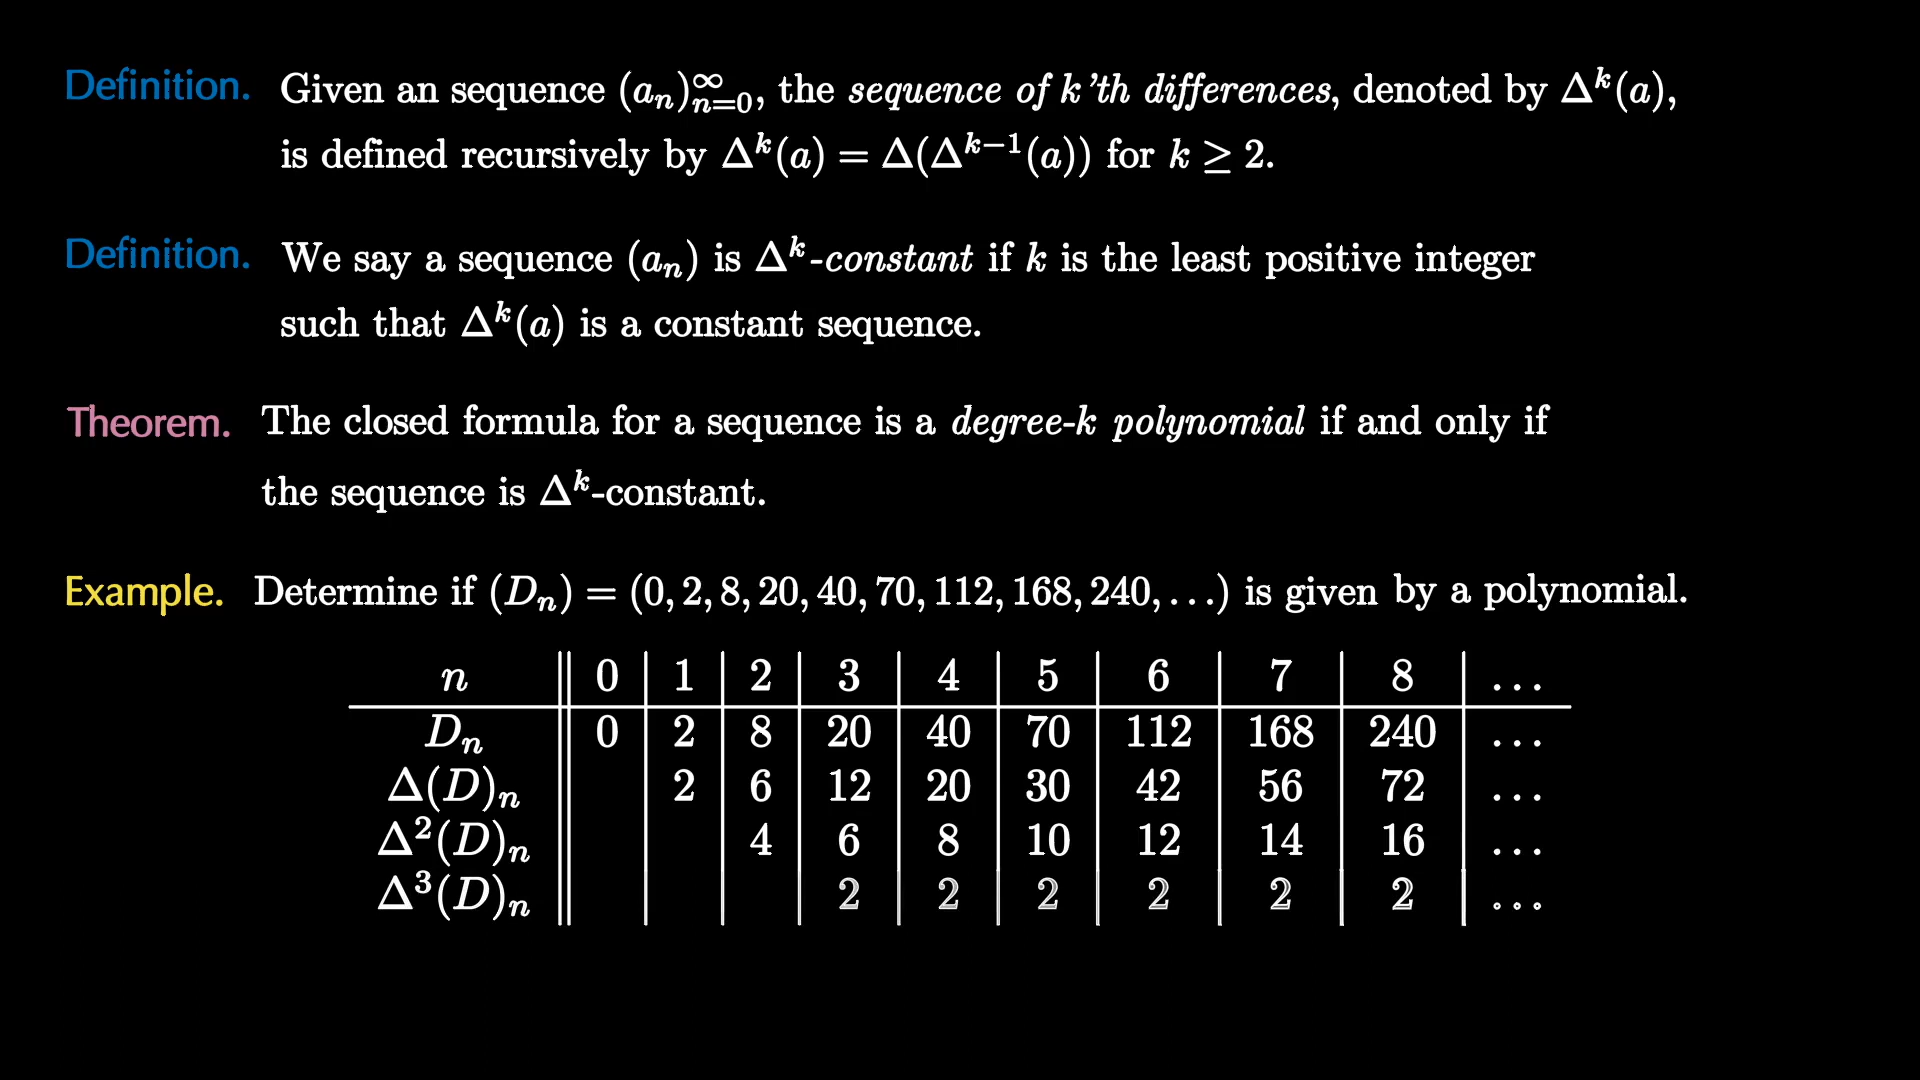 Definition. Given an sequence $(a_n)_{n=0}^{\infty}$, the sequence of k'th differences, denoted by $\Delta^k(a)$,
is defined recursively by $\Delta^k(a) = \Delta(\Delta^{k-1}(a))$ for $k \geq 2$.
Definition. We say a sequence $(a_n)$ is $\Delta^k$-constant if $k$ is the least positive integer
such that $\Delta^k(a)$ is a constant sequence.
Theorem. The closed formula for a sequence is a degree-k polynomial if and only if
the sequence is $\Delta^k$-constant.
Example. Determine if $(D_n) = (0, 2, 8, 20, 40, 70, 112, 168, 240, \ldots)$ is given by a polynomial.
$n$ 0 1 2 3 4 5 6 7 8 …
$D_n$ 0 2 8 20 40 70 112 168 240 …
$\Delta(D)_n$ 2 6 12 20 30 42 56 72 …
$\Delta^2(D)_n$ 4 6 8 10 12 14 16 …
$\Delta^3(D)_n$ 2 2 2 2 2 2 …